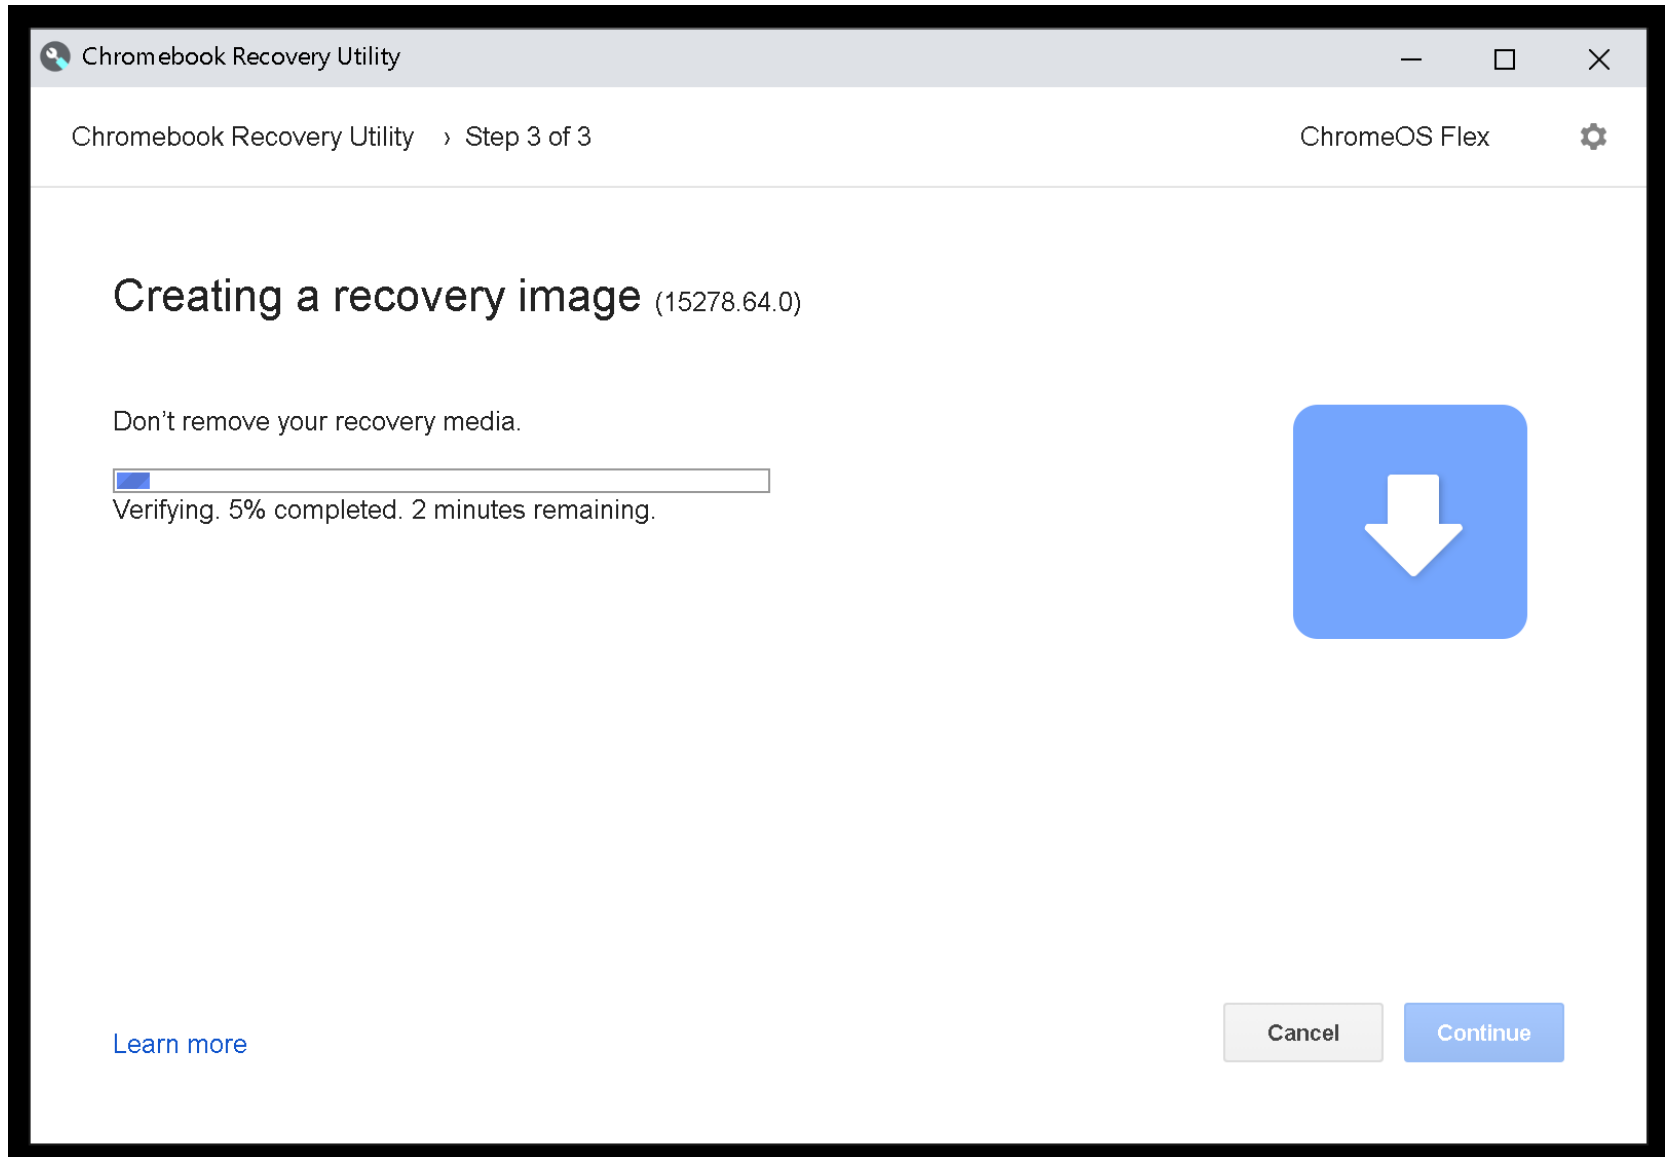 Chromebook Recovery Utility
Chromebook Recovery Utility › Step 3 of 3
ChromeOS Flex
Creating a recovery image (15278.64.0)
Don’t remove your recovery media.
Verifying. 5% completed. 2 minutes remaining.
Learn more
Cancel
Continue